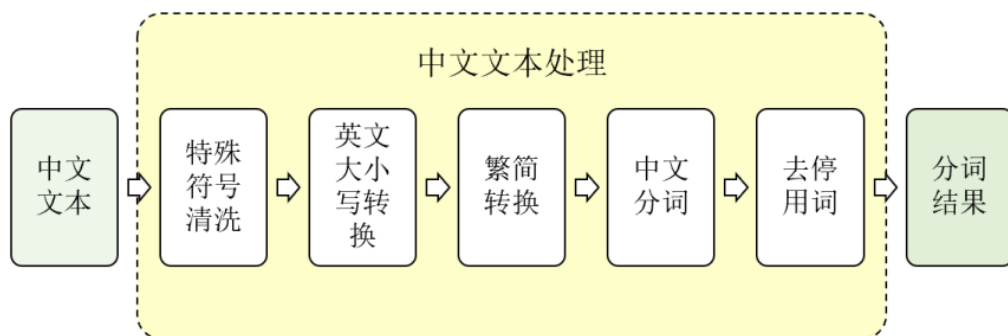 中文文本处理
中文
文本
特殊
符号
清洗
英文
大小
写转
换
繁简
转换
中文
分词
去停
用词
分词
结果